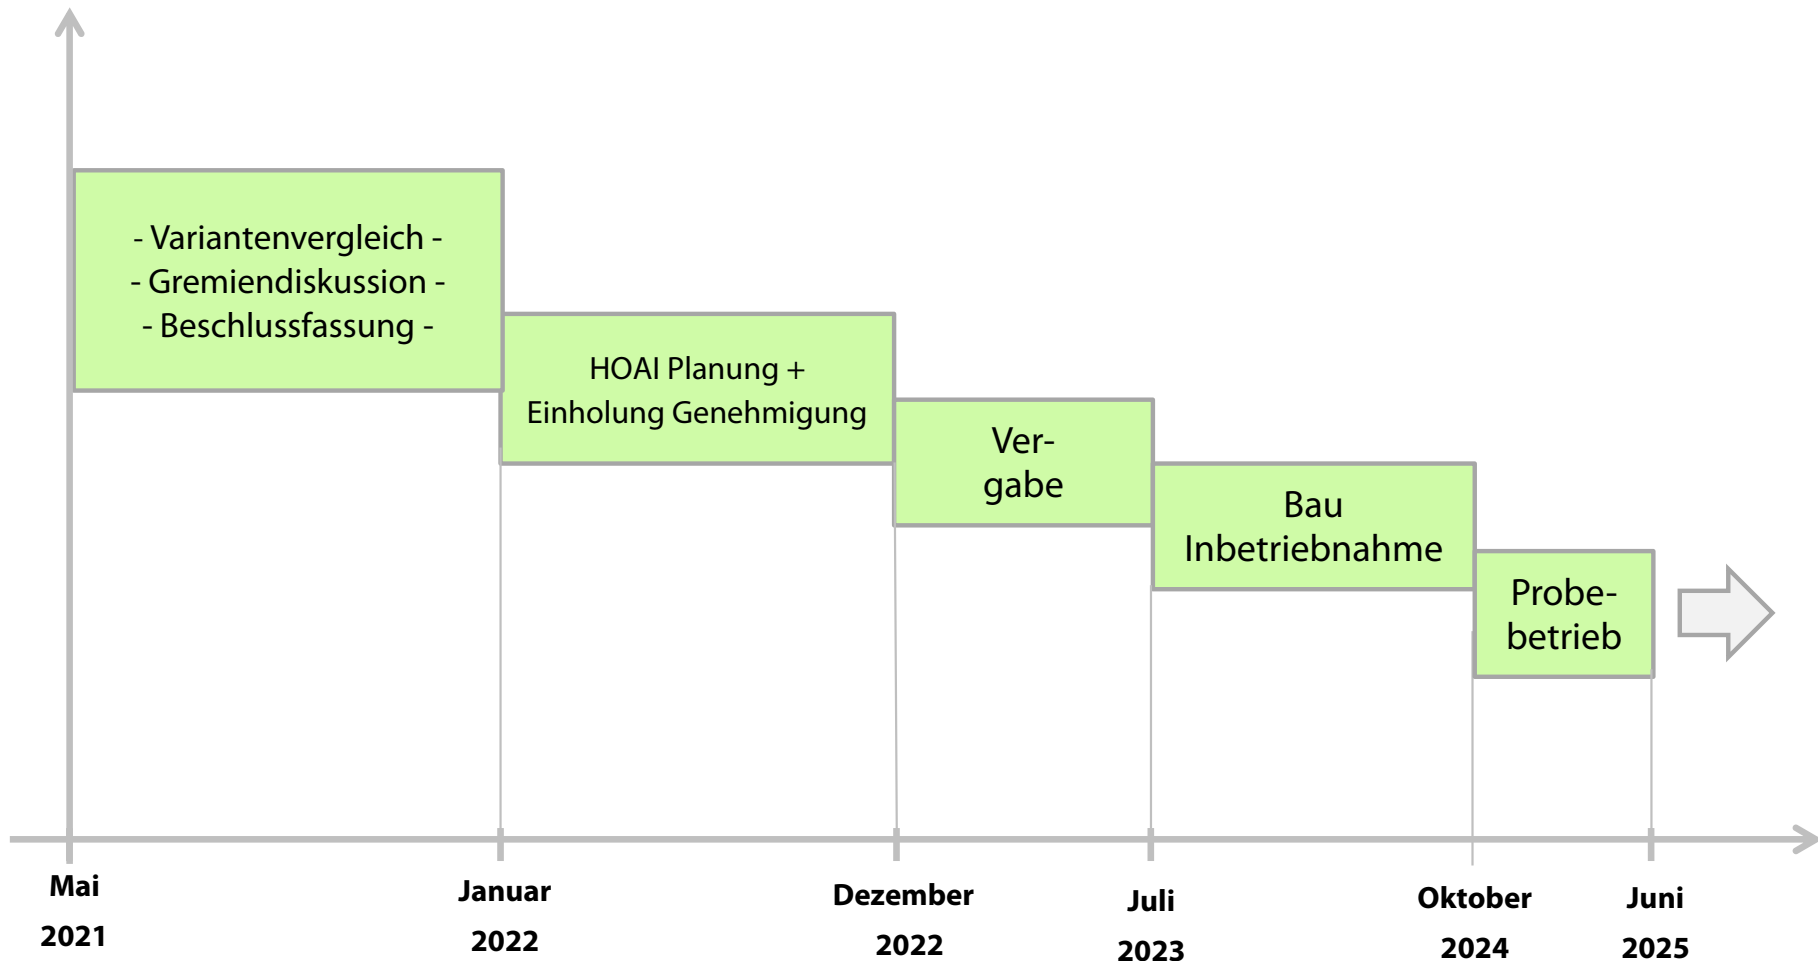 - Variantenvergleich -
- Gremiendiskussion -
- Beschlussfassung -
HOAI Planung +
Einholung Genehmigung
Ver-
gabe
Bau
Inbetriebnahme
Probe-
betrieb
Mai
2021
Januar
2022
Dezember
2022
Juli
2023
Oktober
2024
Juni
2025